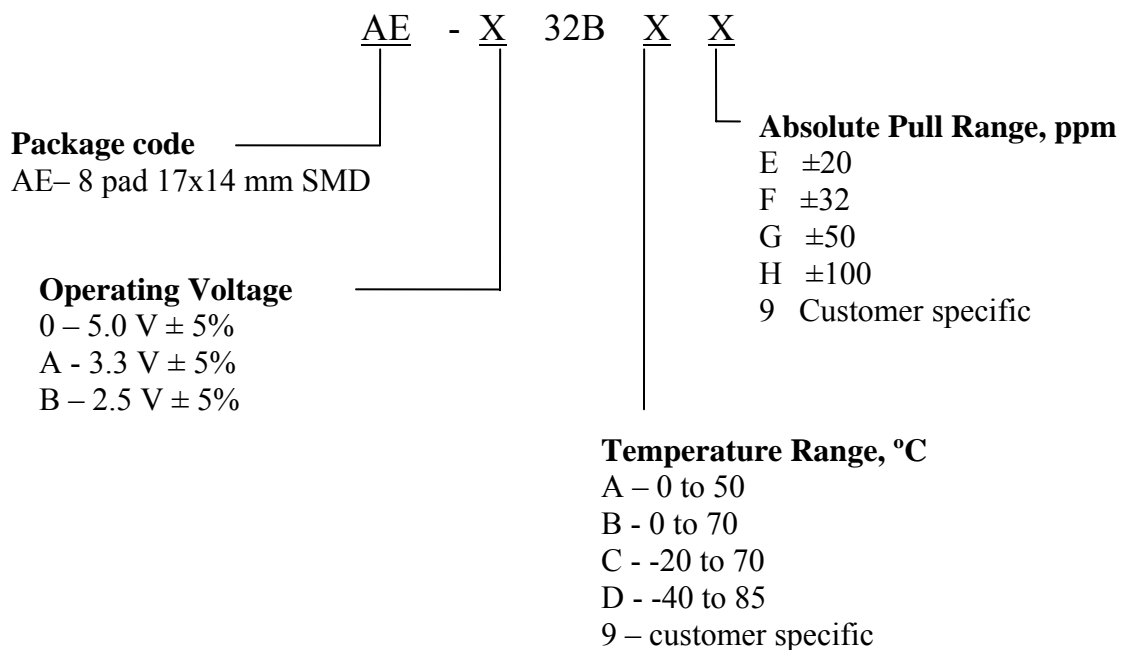 AE - X 32B X X
Package code
AE– 8 pad 17x14 mm SMD
Operating Voltage
0 – 5.0 V ± 5%
A - 3.3 V ± 5%
B – 2.5 V ± 5%
Absolute Pull Range, ppm
E ±20
F ±32
G ±50
H ±100
9 Customer specific
Temperature Range, ºC
A – 0 to 50
B - 0 to 70
C - -20 to 70
D - -40 to 85
9 – customer specific